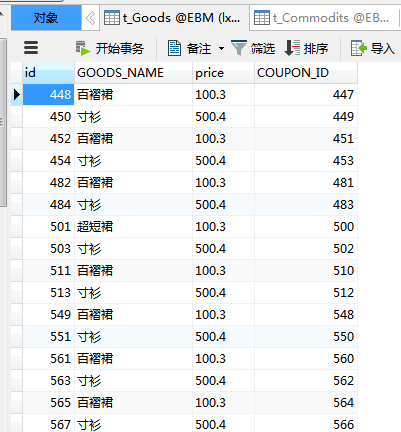 对象 t_Goods @EBM (lx... t_Commodits @EB...
开始事务 备注 筛选 排序 导入
id GOODS_NAME price COUPON_ID
448 百褶裙 100.3 447
450 寸衫 500.4 449
452 百褶裙 100.3 451
454 寸衫 500.4 453
482 百褶裙 100.3 481
484 寸衫 500.4 483
501 超短裙 100.3 500
503 寸衫 500.4 502
511 百褶裙 100.3 510
513 寸衫 500.4 512
549 百褶裙 100.3 548
551 寸衫 500.4 550
561 百褶裙 100.3 560
563 寸衫 500.4 562
565 百褶裙 100.3 564
567 寸衫 500.4 566